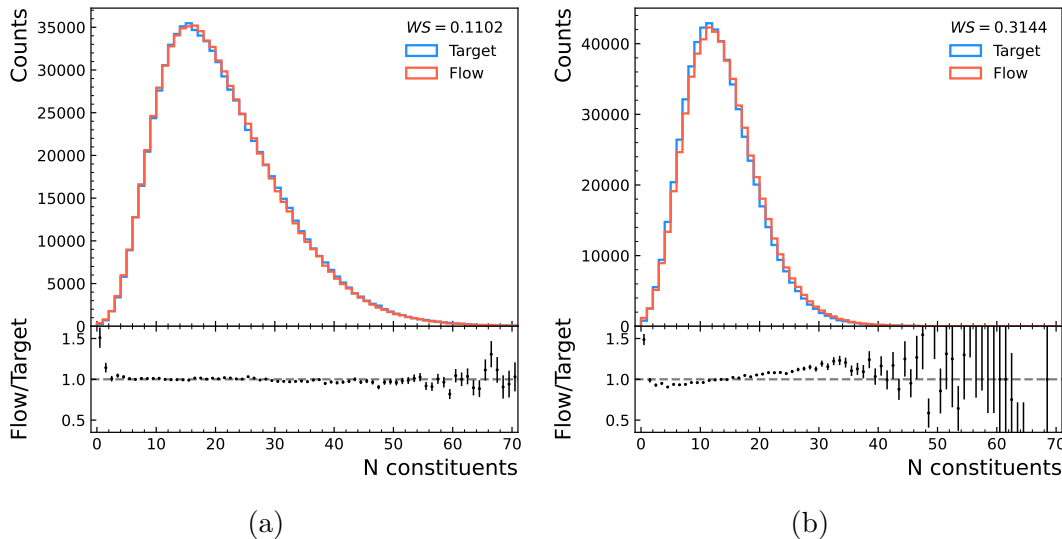 WS = 0.1102
Target
Flow
Counts
35000
30000
25000
20000
15000
10000
5000
0
Flow/Target
1.5
1.0
0.5
0 10 20 30 40 50 60 70
N constituents
(a)
WS = 0.3144
Target
Flow
Counts
40000
30000
20000
10000
0
Flow/Target
1.5
1.0
0.5
0 10 20 30 40 50 60 70
N constituents
(b)